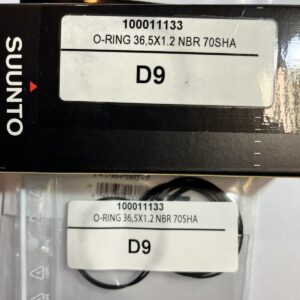 SUUNTO
100011133
O-RING 36,5X1.2 NBR 70SHA
D9
100011133
O-RING 36,5X1.2 NBR 70SHA
D9